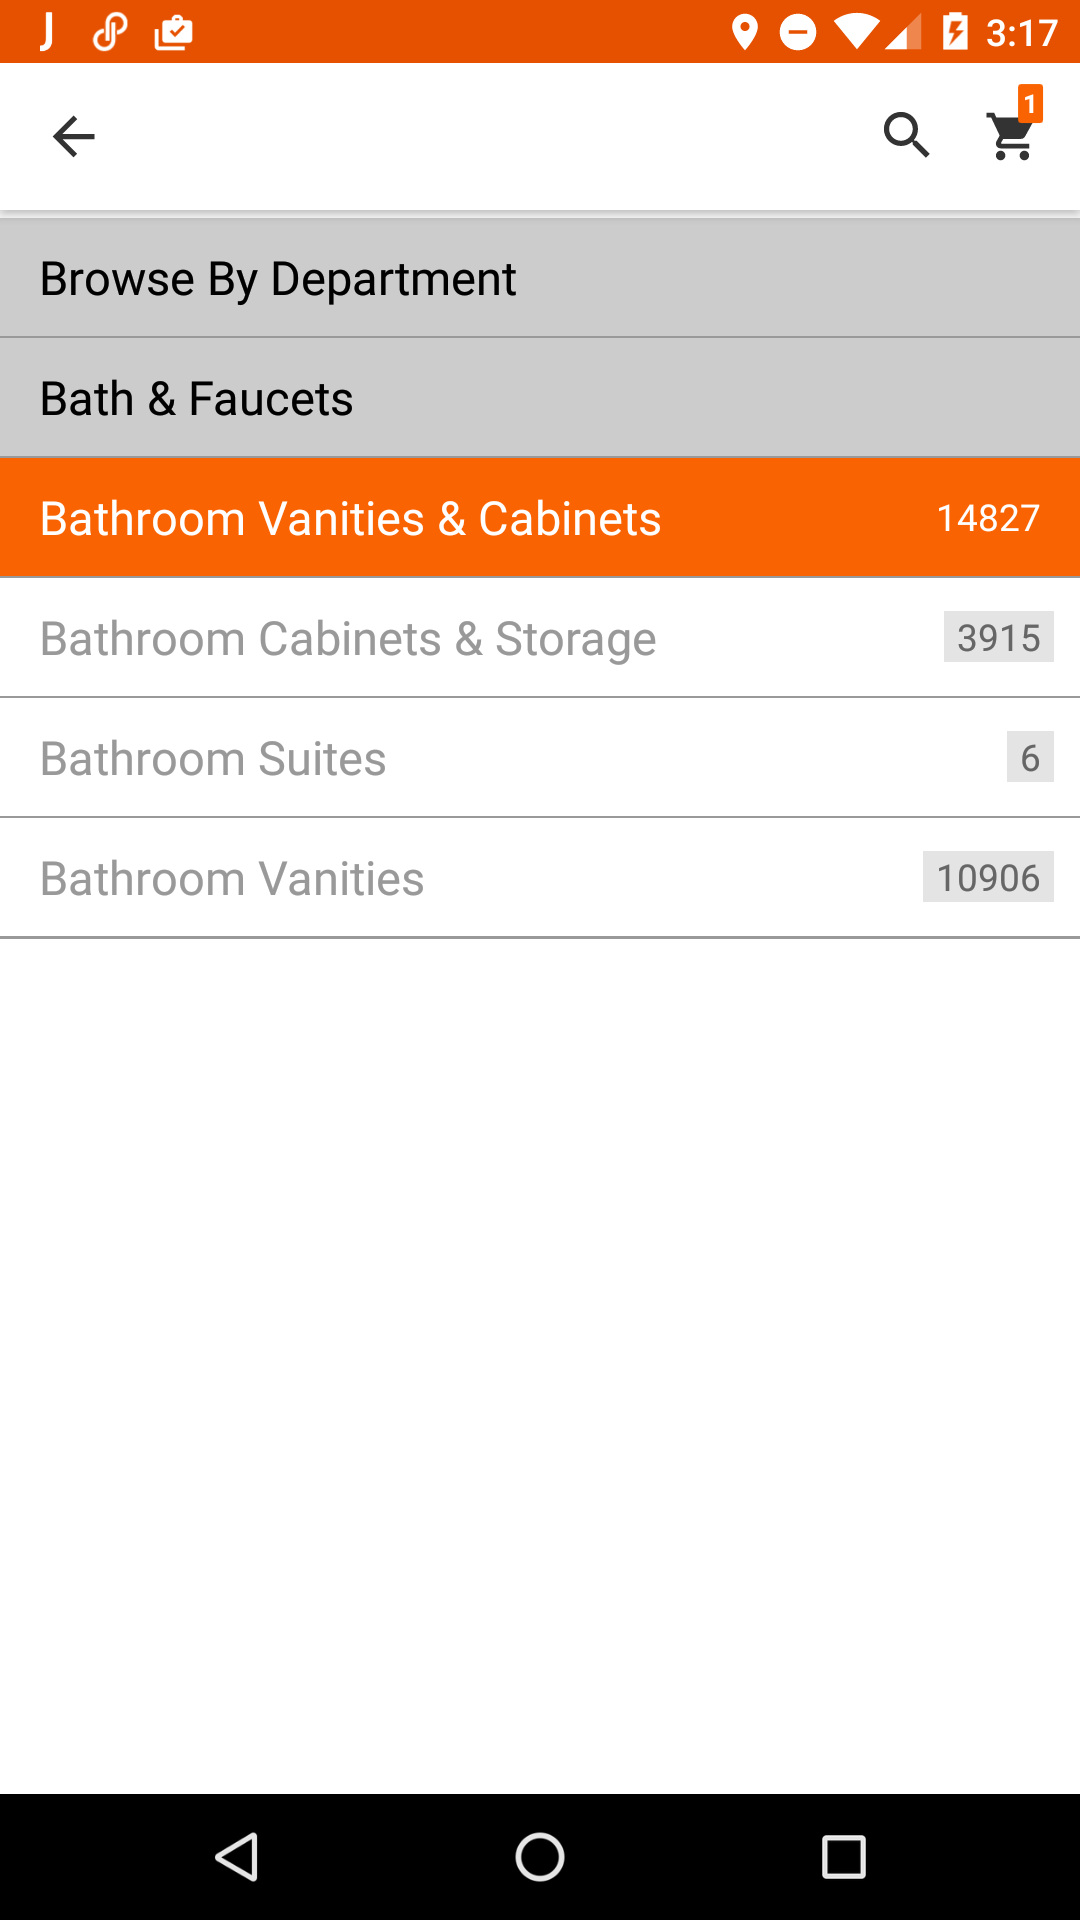 3:17
1
Browse By Department
Bath & Faucets
Bathroom Vanities & Cabinets 14827
Bathroom Cabinets & Storage 3915
Bathroom Suites 6
Bathroom Vanities 10906